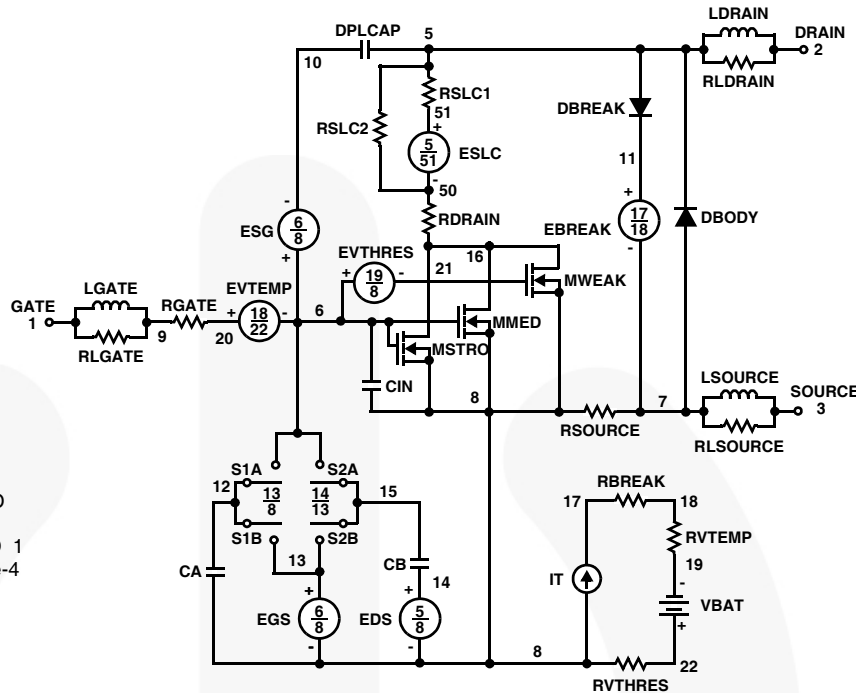 LDRAIN
DPLCAP 5 DRAIN
10 2
RLDRAIN
RSLC1
DBREAK
51
RSLC2
+
5
51
ESLC
11
-
50
-
+
6
8
ESG
RDRAIN
EBREAK
17
18
DBODY
+
EVTHRES
16
-
+ 19
8
- 21
MWEAK
LGATE
EVTEMP
GATE
1
RGATE
+
18
22
-
6
MMED
9
20
RLGATE
MSTRO
CIN
LSOURCE
8
7
SOURCE
3
RSOURCE
RLSOURCE
S1A
S2A
RBREAK
12
13
8
14
13
15
17
18
S1B
S2B
RVTEMP
13
CA
CB
19
IT
-
+
+
14
VBAT
EGS
6
8
EDS
5
8
+
-
-
8
22
RVTHRES
1
e-4